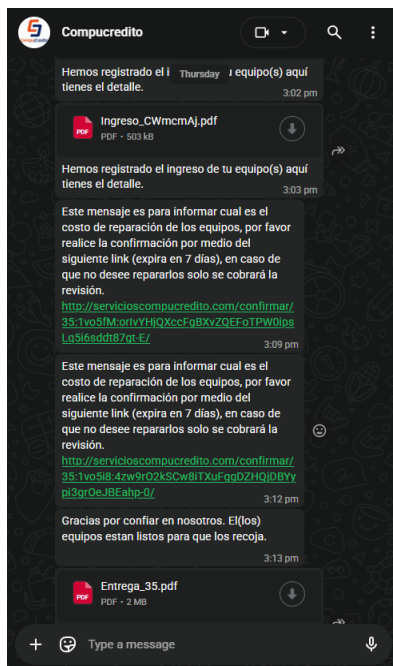 Compucredito
Hemos registrado el i Thursday u equipo(s) aquí
tienes el detalle.
3:02 pm
Ingreso_CWmcmAj.pdf
PDF
PDF • 503 kB
Hemos registrado el ingreso de tu equipo(s) aquí
tienes el detalle.
3:03 pm
Este mensaje es para informar cual es el
costo de reparación de los equipos, por favor
realice la confirmación por medio del
siguiente link (expira en 7 días), en caso de
que no desee repararlos solo se cobrará la
revisión.
http://servicioscompucredito.com/confirmar/
35:1vo5fM:orIvYHjQXccFgBXvZQEFoTPW0ips
Lq5i6sddt87gt-E/
3:09 pm
Este mensaje es para informar cual es el
costo de reparación de los equipos, por favor
realice la confirmación por medio del
siguiente link (expira en 7 días), en caso de
que no desee repararlos solo se cobrará la
revisión.
http://servicioscompucredito.com/confirmar/
35:1vo5i8:4zw9rO2kSCw8iTXuFggDZHQjDBYy
pi3grOeJBEahp-0/
3:12 pm
Gracias por confiar en nosotros. El(los)
equipos estan listos para que los recoja.
3:13 pm
Entrega_35.pdf
PDF
PDF • 2 MB
Type a message